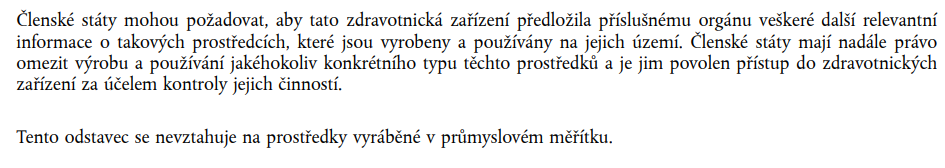 Členské státy mohou požadovat, aby tato zdravotnická zařízení předložila příslušnému orgánu veškeré další relevantní
informace o takových prostředcích, které jsou vyrobeny a používány na jejich území. Členské státy mají nadále právo
omezit výrobu a používání jakéhokoliv konkrétního typu těchto prostředků a je jim povolen přístup do zdravotnických
zařízení za účelem kontroly jejich činností.
Tento odstavec se nevztahuje na prostředky vyráběné v průmyslovém měřítku.